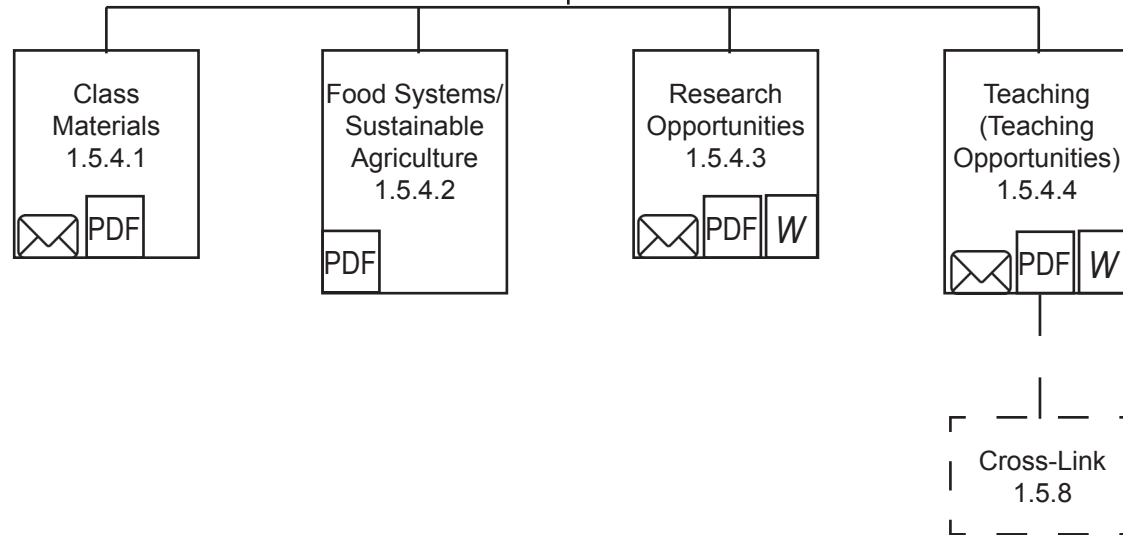 Class
Materials
1.5.4.1
PDF
Food Systems/
Sustainable
Agriculture
1.5.4.2
PDF
Research
Opportunities
1.5.4.3
PDF W
Teaching
(Teaching
Opportunities)
1.5.4.4
PDF W
Cross-Link
1.5.8